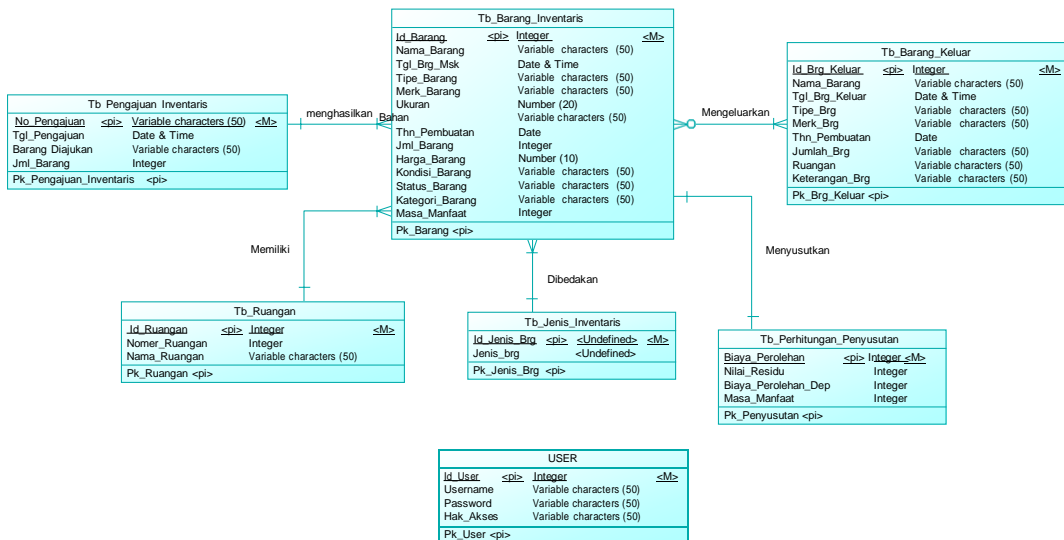 Tb_Barang_Inventaris
Id_Barang <pi> Integer <M>
Nama_Barang Variable characters (50)
Tgl_Brg_Msk Date & Time
Tipe_Barang Variable characters (50)
Merk_Barang Variable characters (50)
Ukuran Number (20)
Bahan Variable characters (50)
Thn_Pembuatan Date
Jml_Barang Integer
Harga_Barang Number (10)
Kondisi_Barang Variable characters (50)
Status_Barang Variable characters (50)
Kategori_Barang Variable characters (50)
Masa_Manfaat Integer
Pk_Barang <pi>
Tb_Barang_Keluar
Id_Brg_Keluar <pi> Integer <M>
Nama_Barang Variable characters (50)
Tgl_Brg_Keluar Date & Time
Tipe_Brg Variable characters (50)
Merk_Brg Variable characters (50)
Thn_Pembuatan Date
Jumlah_Brg Variable characters (50)
Ruangan Variable characters (50)
Keterangan_Brg Variable characters (50)
Pk_Brg_Keluar <pi>
Tb Pengajuan Inventaris
No_Pengajuan <pi> Variable characters (50) <M>
Tgl_Pengajuan Date & Time
Barang Diajukan Variable characters (50)
Jml_Barang Integer
Pk_Pengajuan_Inventaris <pi>
menghasilkan
Mengeluarkan
Memiliki
Dibedakan
Menyusutkan
Tb_Ruangan
Id_Ruangan <pi> Integer <M>
Nomer_Ruangan Integer
Nama_Ruangan Variable characters (50)
Pk_Ruangan <pi>
Tb_Jenis_Inventaris
Id_Jenis_Brg <pi> <Undefined> <M>
Jenis_brg <Undefined>
Pk_Jenis_Brg <pi>
Tb_Perhitungan_Penyusutan
Biaya_Perolehan <pi> Integer <M>
Nilai_Residu Integer
Biaya_Perolehan_Dep Integer
Masa_Manfaat Integer
Pk_Penyusutan <pi>
USER
Id_User <pi> Integer <M>
Username Variable characters (50)
Password Variable characters (50)
Hak_Akses Variable characters (50)
Pk_User <pi>